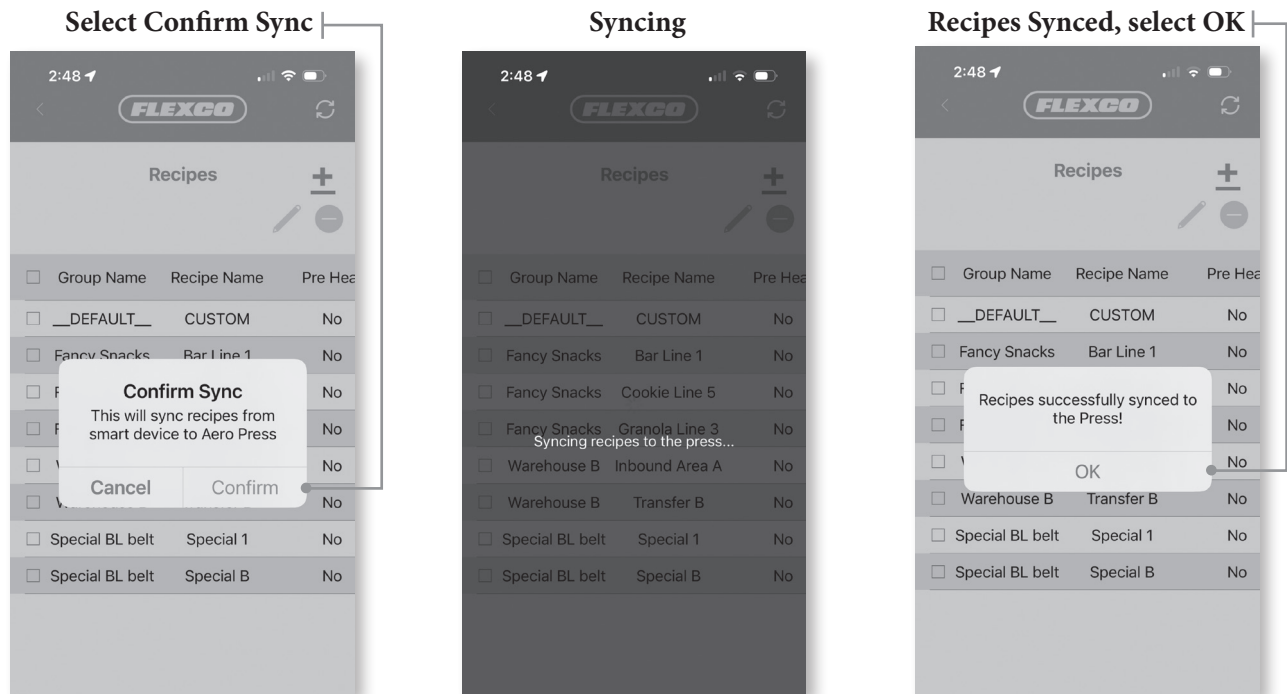 Select Confirm Sync
2:48
FLEXCO
Recipes
Group Name Recipe Name Pre Hea
__DEFAULT__ CUSTOM No
Fancy Snacks Bar Line 1 No
Confirm Sync
This will sync recipes from
smart device to Aero Press
No
No
No
Cancel Confirm
No
Special BL belt Special 1 No
Special BL belt Special B No
Syncing
2:48
FLEXCO
Recipes
Group Name Recipe Name Pre Hea
__DEFAULT__ CUSTOM No
Fancy Snacks Bar Line 1 No
Fancy Snacks Cookie Line 5 No
Fancy Snacks Granola Line 3 No
Syncing recipes to the press...
Warehouse B Inbound Area A No
Warehouse B Transfer B No
Special BL belt Special 1 No
Special BL belt Special B No
Recipes Synced, select OK
2:48
FLEXCO
Recipes
Group Name Recipe Name Pre Hea
__DEFAULT__ CUSTOM No
Fancy Snacks Bar Line 1 No
Recipes successfully synced to
the Press!
No
No
No
OK
Warehouse B Transfer B No
Special BL belt Special 1 No
Special BL belt Special B No